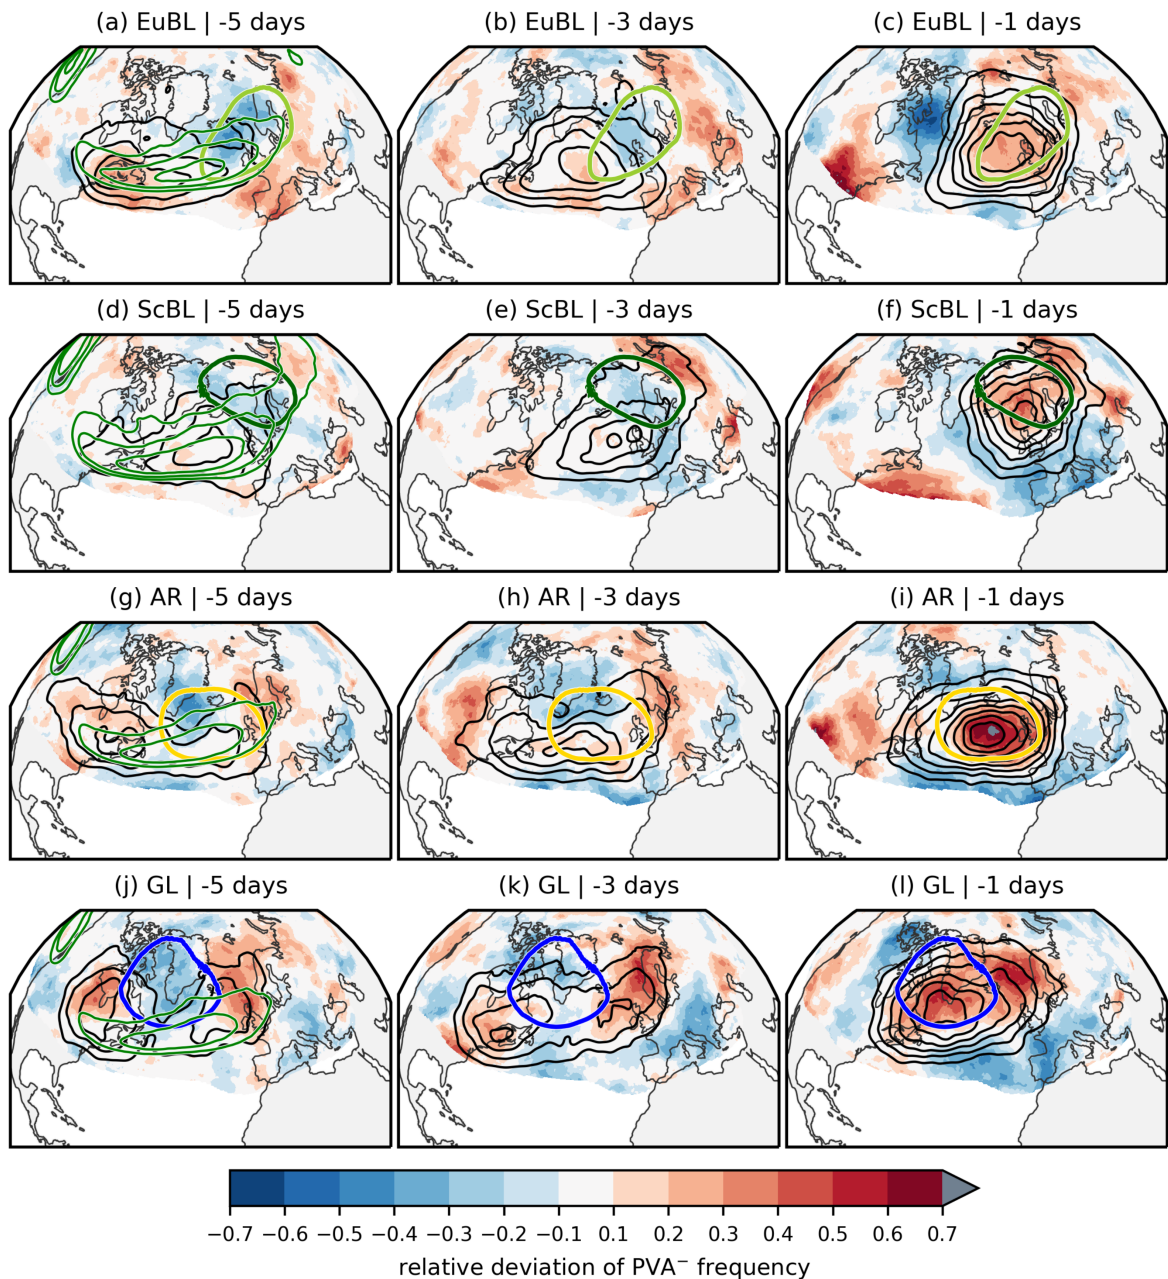 (a) EuBL | -5 days
(b) EuBL | -3 days
(c) EuBL | -1 days
(d) ScBL | -5 days
(e) ScBL | -3 days
(f) ScBL | -1 days
(g) AR | -5 days
(h) AR | -3 days
(i) AR | -1 days
(j) GL | -5 days
(k) GL | -3 days
(l) GL | -1 days
−0.7 −0.6 −0.5 −0.4 −0.3 −0.2 −0.1 0.1 0.2 0.3 0.4 0.5 0.6 0.7
relative deviation of PVA⁻ frequency